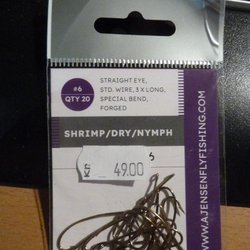 #6
QTY 20
STRAIGHT EYE,
STD. WIRE, 3 X LONG,
SPECIAL BEND,
FORGED
SHRIMP/DRY/NYMPH
49.00
WWW.AJENSENFLYFISHING.COM